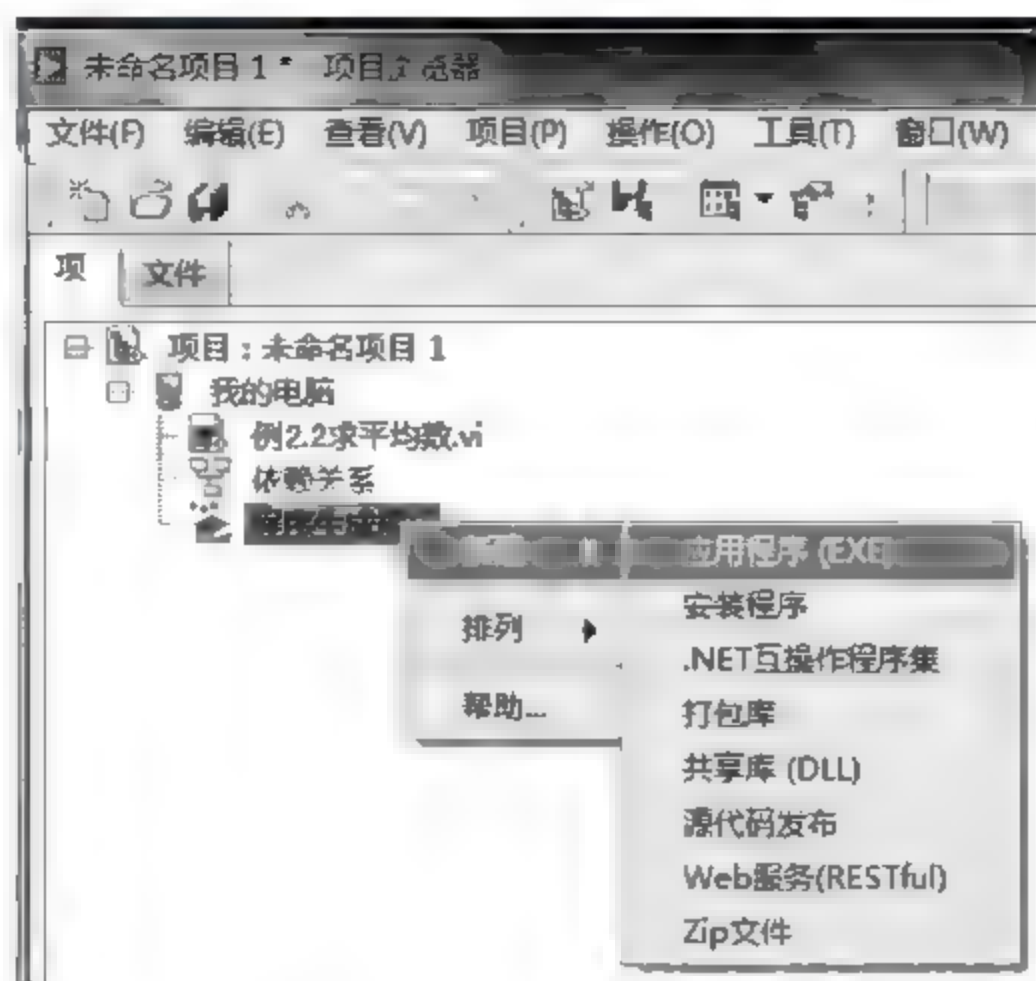 未命名项目 1 * 项目浏览器
文件(F) 编辑(E) 查看(V) 项目(P) 操作(O) 工具(T) 窗口(W)
项 文件
项目：未命名项目 1
我的电脑
例2.2求平均数.vi
依赖关系
程序生成
应用程序 (EXE)
安装程序
排列
.NET互操作程序集
帮助...
打包库
共享库 (DLL)
源代码发布
Web服务(RESTful)
Zip文件